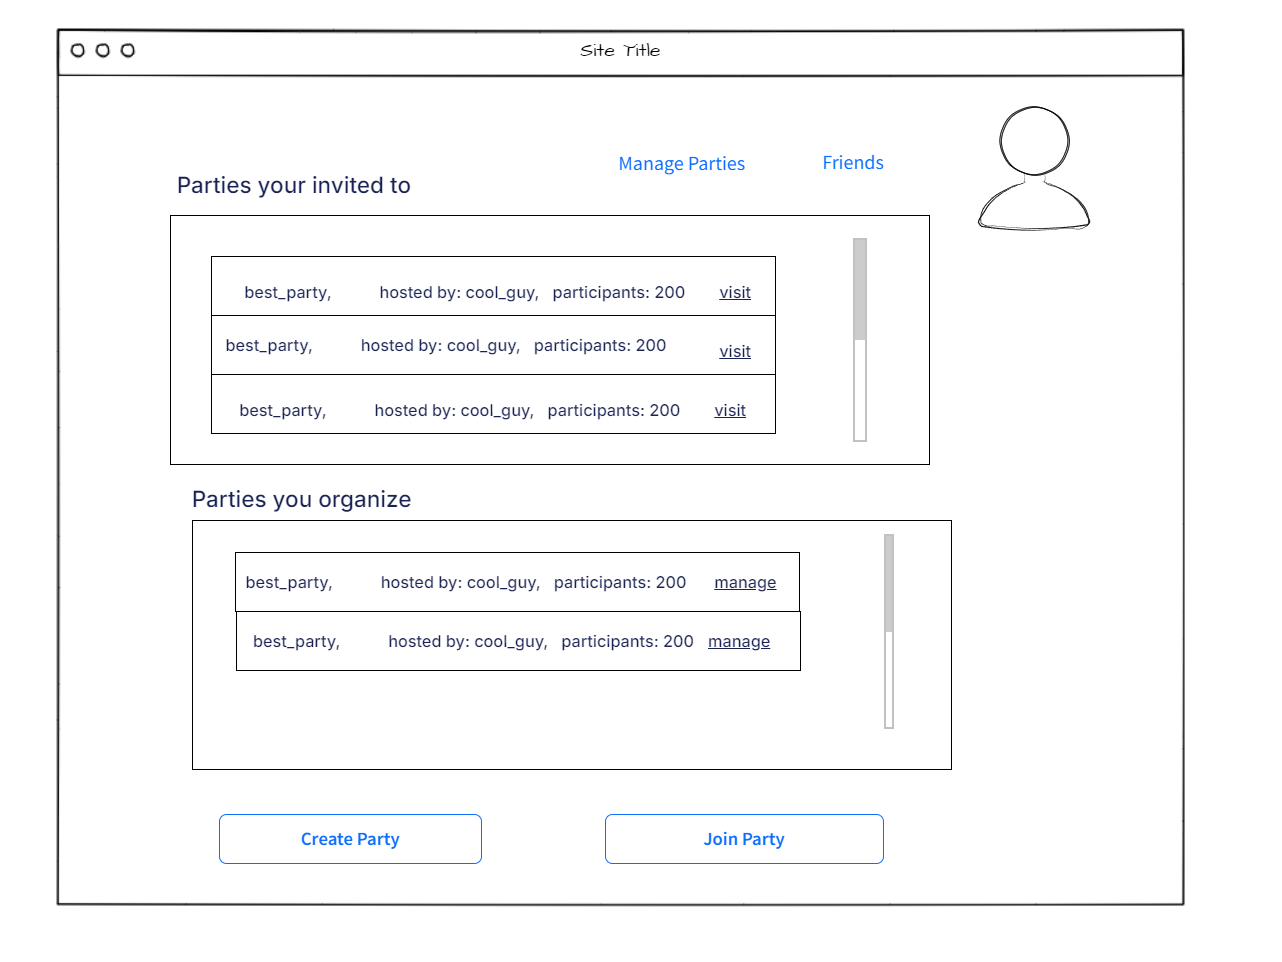 Site Title
Manage Parties
Friends
Parties your invited to
best_party, hosted by: cool_guy, participants: 200 visit
best_party, hosted by: cool_guy, participants: 200 visit
best_party, hosted by: cool_guy, participants: 200 visit
Parties you organize
best_party, hosted by: cool_guy, participants: 200 manage
best_party, hosted by: cool_guy, participants: 200 manage
Create Party
Join Party